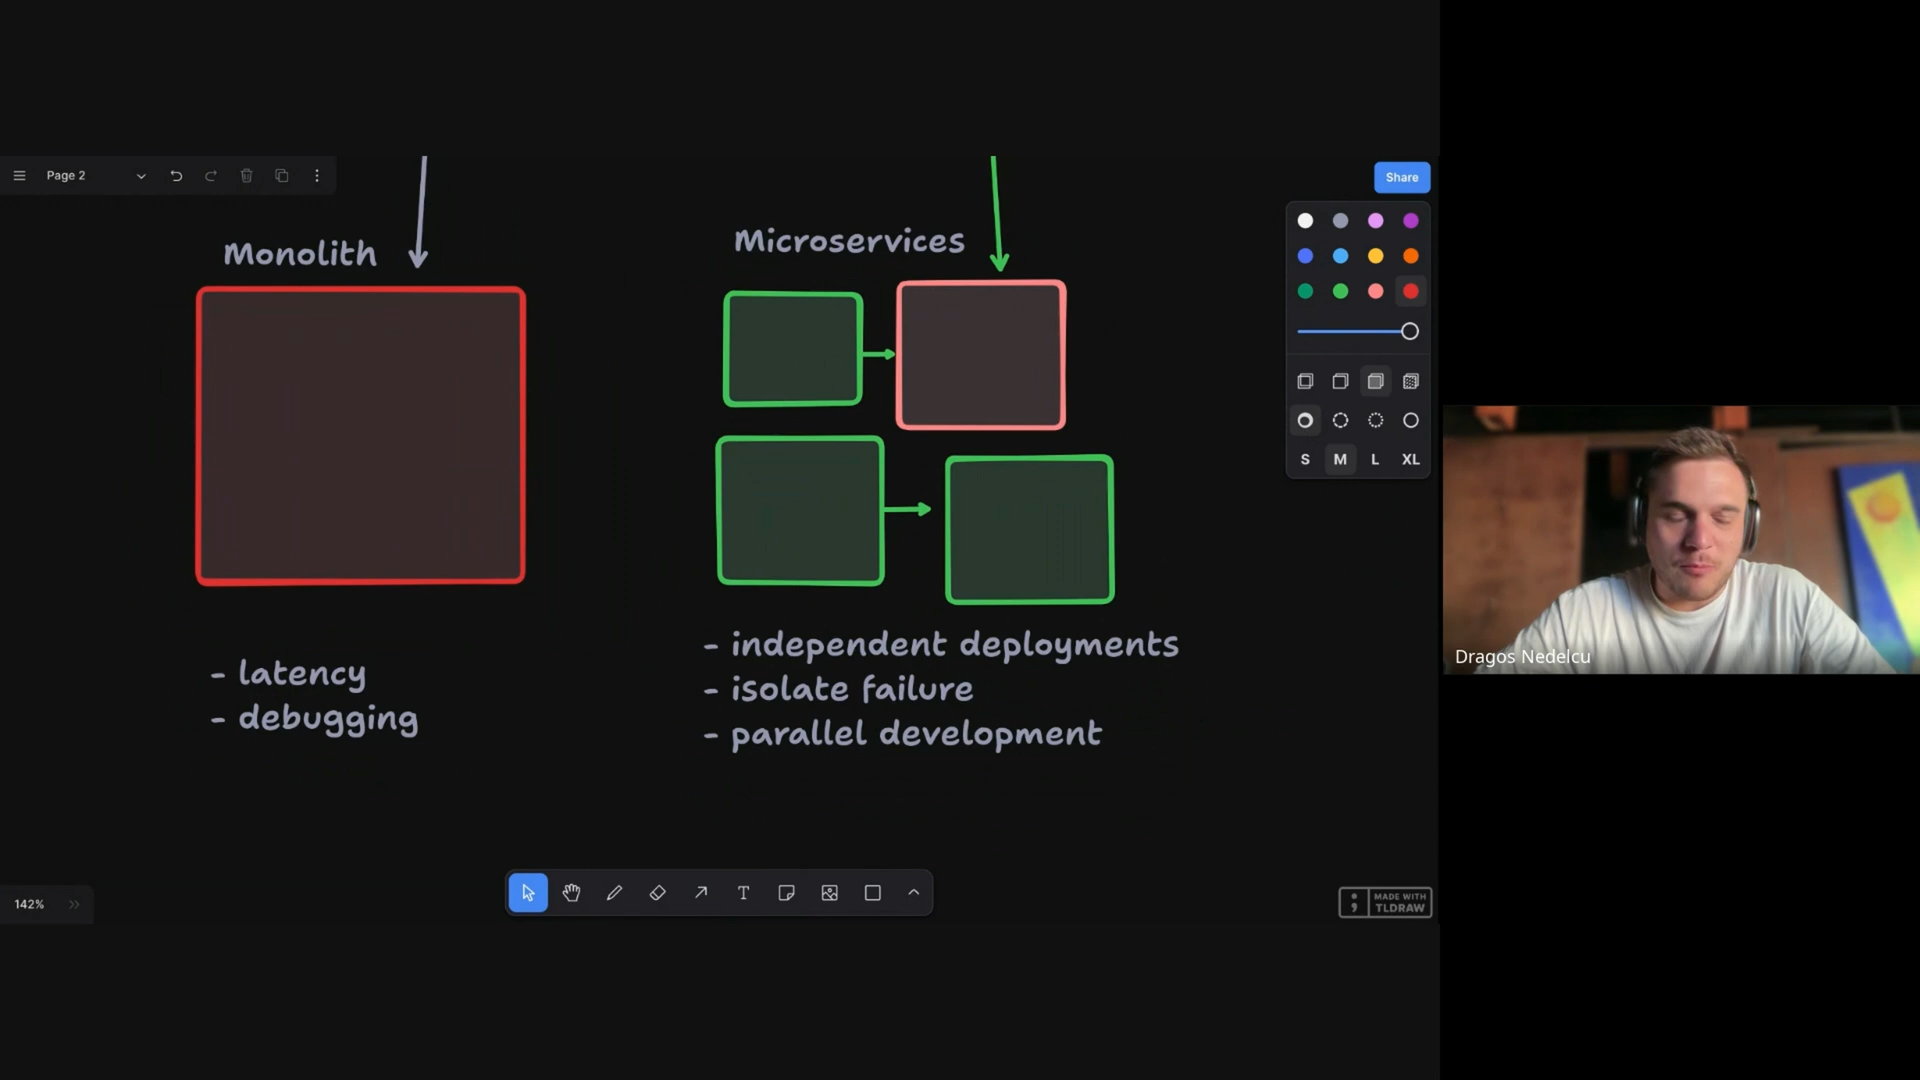 Page 2
Share
Monolith
Microservices
S M L XL
- latency
- debugging
- independent deployments
- isolate failure
- parallel development
Dragos Nedelcu
142%
T
MADE WITH
TLDRAW